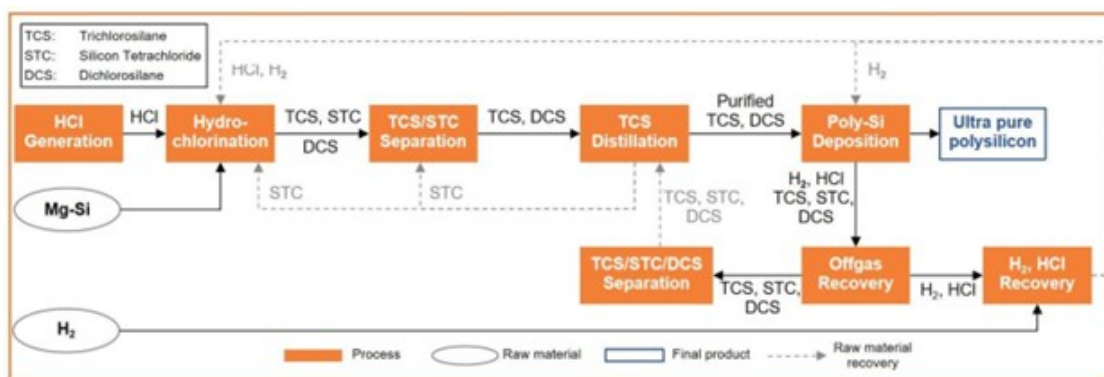 TCS: Trichlorosilane
STC: Silicon Tetrachloride
DCS: Dichlorosilane
HCl, H₂
H₂
HCl
Generation
HCl
Hydro-
chlorination
TCS, STC
DCS
TCS/STC
Separation
TCS, DCS
TCS
Distillation
Purified
TCS, DCS
Poly-Si
Deposition
Ultra pure
polysilicon
STC
STC
TCS, STC,
DCS
H₂, HCl
TCS, STC,
DCS
Mg-Si
TCS/STC/DCS
Separation
TCS, STC,
DCS
Offgas
Recovery
H₂, HCl
H₂, HCl
Recovery
H₂
Process
Raw material
Final product
Raw material
recovery